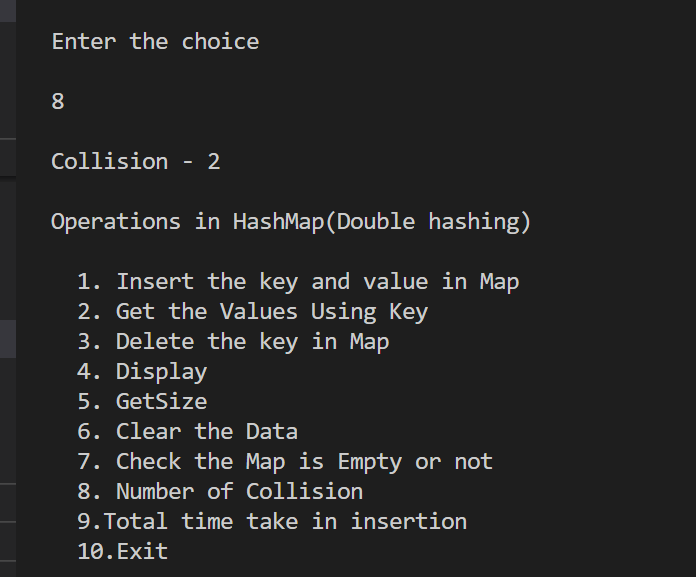 Enter the choice
8
Collision - 2
Operations in HashMap(Double hashing)
1. Insert the key and value in Map
2. Get the Values Using Key
3. Delete the key in Map
4. Display
5. GetSize
6. Clear the Data
7. Check the Map is Empty or not
8. Number of Collision
9.Total time take in insertion
10.Exit